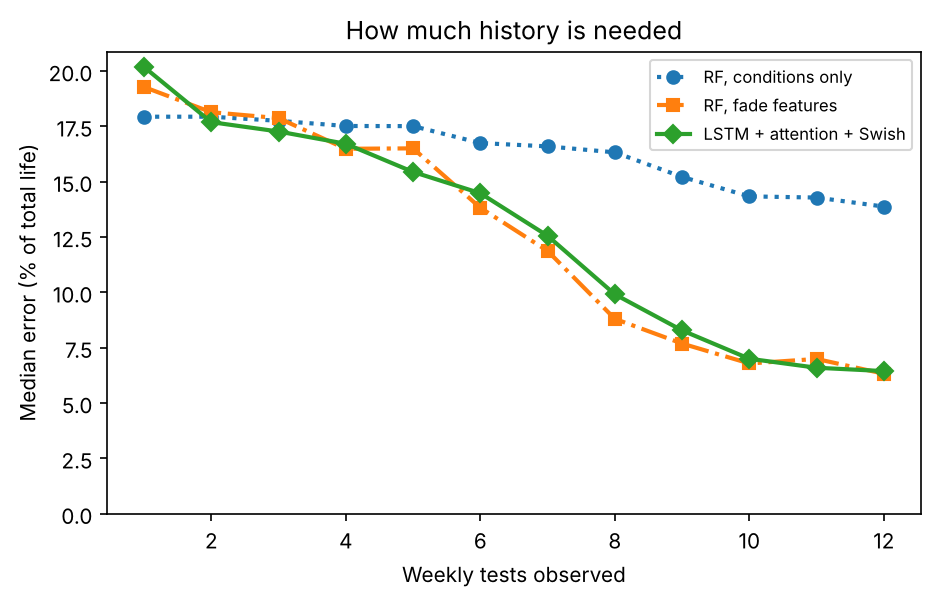 How much history is needed
RF, conditions only
RF, fade features
LSTM + attention + Swish
Median error (% of total life)
20.0
17.5
15.0
12.5
10.0
7.5
5.0
2.5
0.0
2 4 6 8 10 12
Weekly tests observed